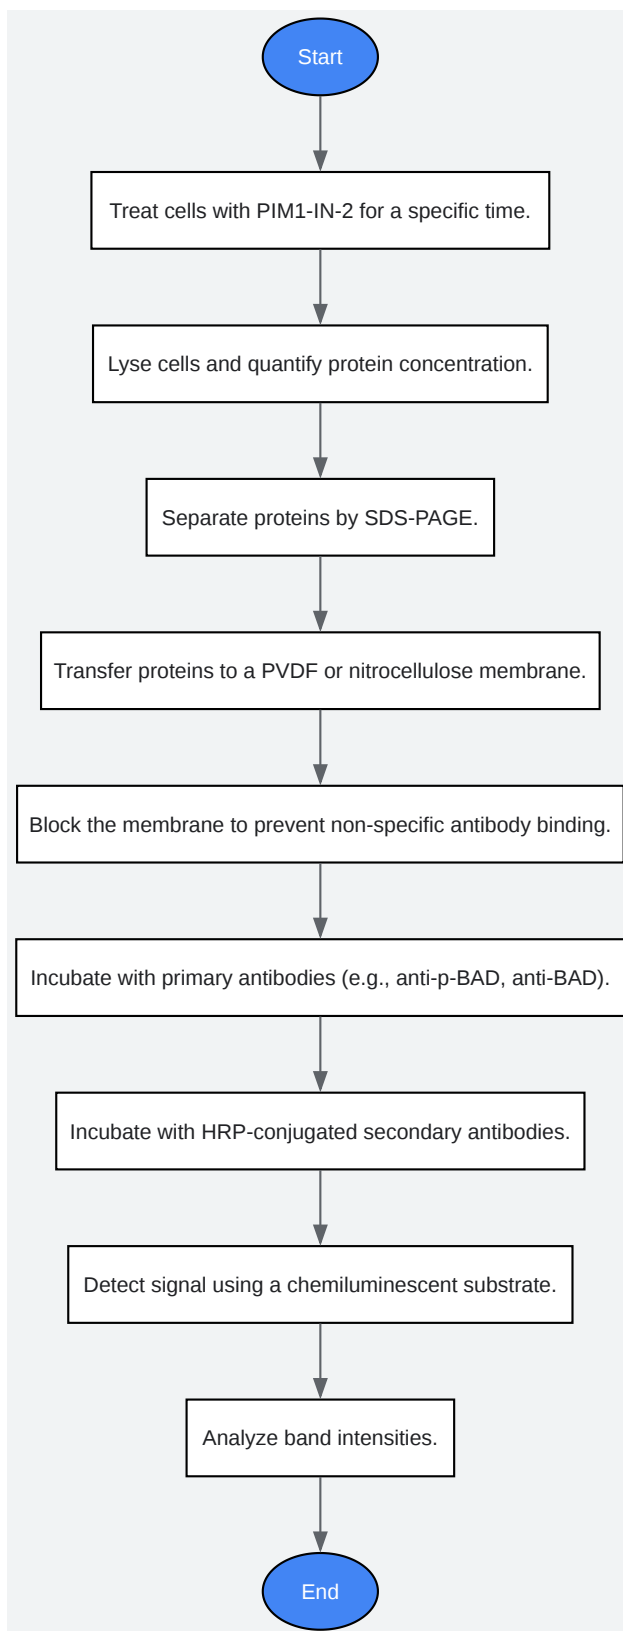 Start
Treat cells with PIM1-IN-2 for a specific time.
Lyse cells and quantify protein concentration.
Separate proteins by SDS-PAGE.
Transfer proteins to a PVDF or nitrocellulose membrane.
Block the membrane to prevent non-specific antibody binding.
Incubate with primary antibodies (e.g., anti-p-BAD, anti-BAD).
Incubate with HRP-conjugated secondary antibodies.
Detect signal using a chemiluminescent substrate.
Analyze band intensities.
End